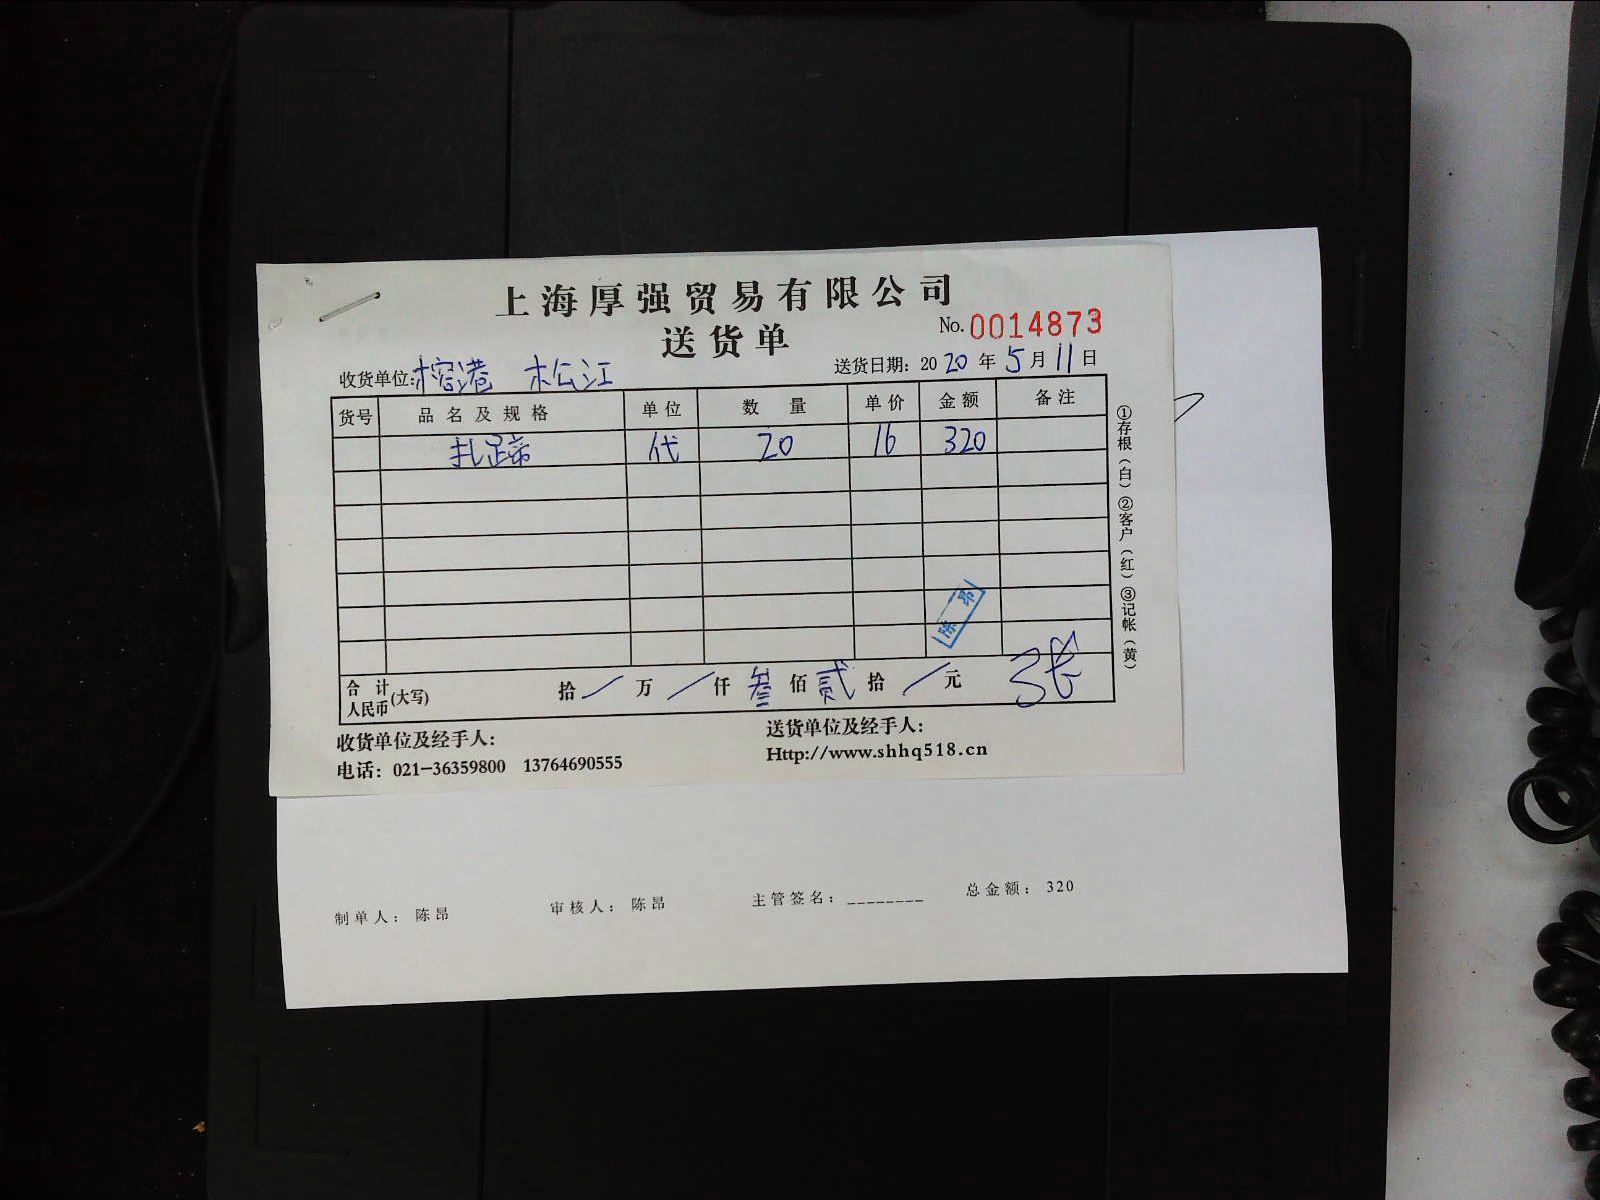 上海厚强贸易有限公司
送货单
No. 0014873
收货单位: 榕港 松江
送货日期: 2020年5月11日
货号 品名及规格 单位 数量 单价 金额 备注
扎蹄 代 20 16 320
陈昂
合计人民币(大写) 拾/万/仟叁佰贰拾/元
收货单位及经手人:
送货单位及经手人:
电话: 021-36359800 13764690555
Http://www.shhq518.cn
①存根(白)②客户(红)③记帐(黄)
制单人: 陈昂 审核人: 陈昂 主管签名: ________ 总金额: 320